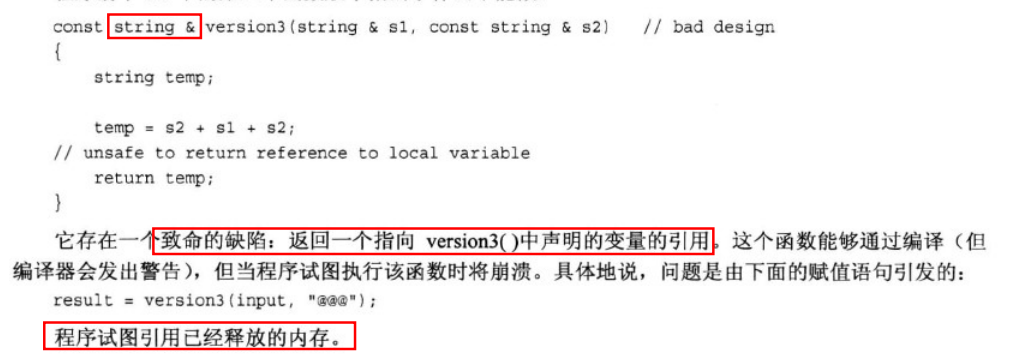 const string & version3(string & s1, const string & s2)   // bad design
{
    string temp;
    temp = s2 + s1 + s2;
// unsafe to return reference to local variable
    return temp;
}
它存在一个致命的缺陷：返回一个指向 version3( )中声明的变量的引用。这个函数能够通过编译（但
编译器会发出警告），但当程序试图执行该函数时将崩溃。具体地说，问题是由下面的赋值语句引发的：
result = version3(input, "@@@");
程序试图引用已经释放的内存。